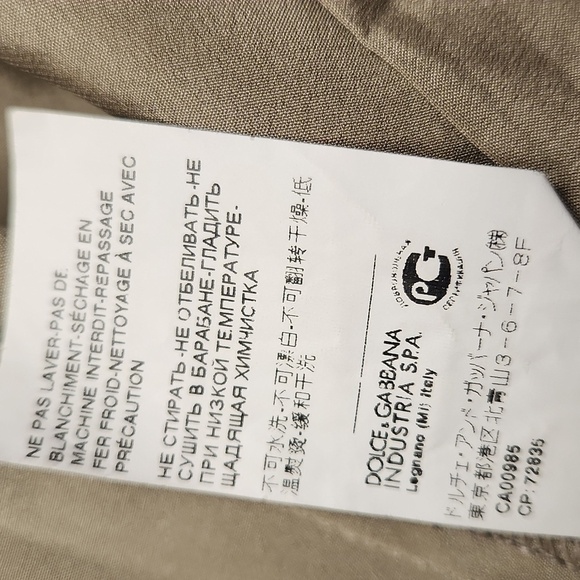 NE PAS LAVER-PAS DE
BLANCHIMENT-SÉCHAGE EN
MACHINE INTERDIT-REPASSAGE
FER FROID-NETTOYAGE À SEC AVEC
PRÉCAUTION
НЕ СТИРАТЬ-НЕ ОТБЕЛИВАТЬ-НЕ
СУШИТЬ В БАРАБАНЕ-ГЛАДИТЬ
ПРИ НИЗКОЙ ТЕМПЕРАТУРЕ-
ЩАДЯЩАЯ ХИМЧИСТКА
不可水洗-不可漂白-不可翻转干燥-低
温熨烫-缓和干洗
DOLCE & GABBANA
INDUSTRIA S.P.A.
Legnano (MI) Italy
РСТ
ドルチェ・アンド・ガッバーナ・ジャパン(株)
東京都港区北青山3-6-7-8F
CA00985
CP: 72835